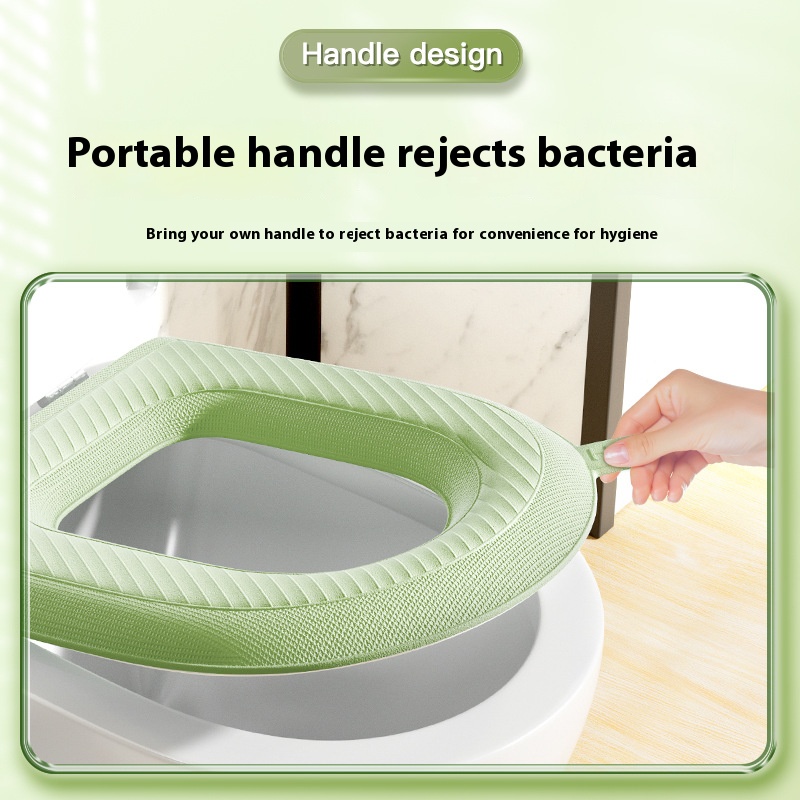 Handle design
Portable handle rejects bacteria
Bring your own handle to reject bacteria for convenience for hygiene